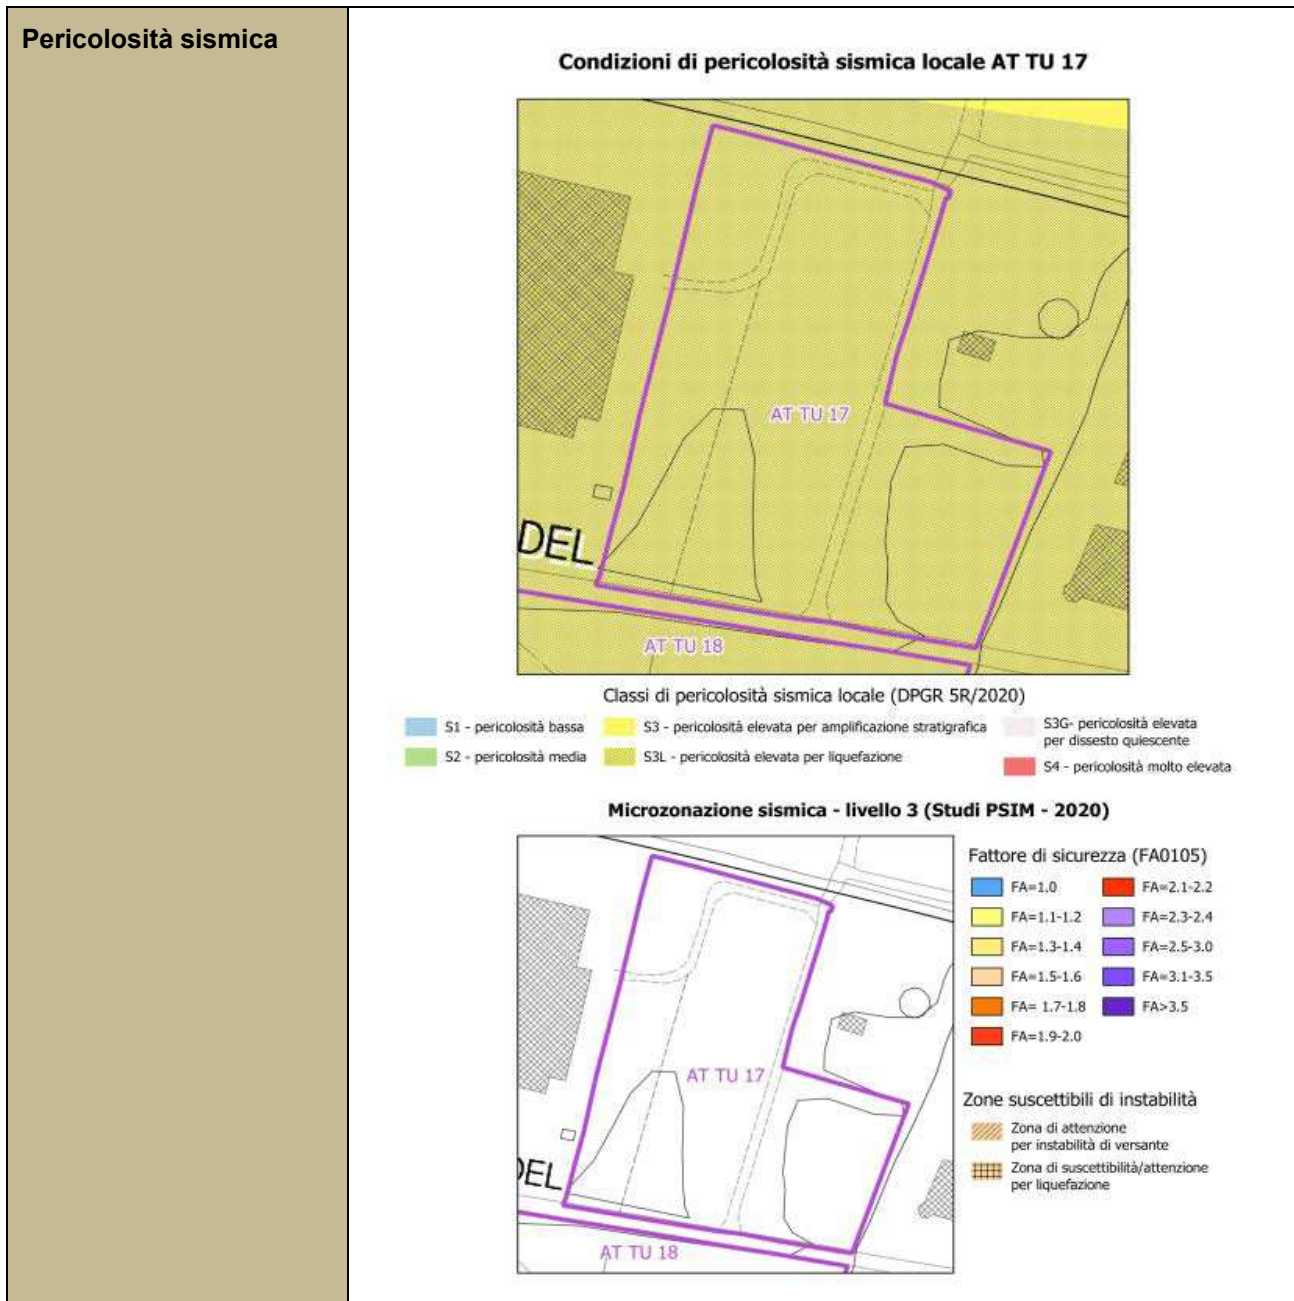 Pericolosità sismica
Condizioni di pericolosità sismica locale AT TU 17
AT TU 17
DEL
AT TU 18
Classi di pericolosità sismica locale (DPGR 5R/2020)
S1 - pericolosità bassa
S2 - pericolosità media
S3 - pericolosità elevata per amplificazione stratigrafica
S3L - pericolosità elevata per liquefazione
S3G- pericolosità elevata
per dissesto quiescente
S4 - pericolosità molto elevata
Microzonazione sismica - livello 3 (Studi PSIM - 2020)
AT TU 17
DEL
AT TU 18
Fattore di sicurezza (FA0105)
FA=1.0
FA=1.1-1.2
FA=1.3-1.4
FA=1.5-1.6
FA= 1.7-1.8
FA=1.9-2.0
FA=2.1-2.2
FA=2.3-2.4
FA=2.5-3.0
FA=3.1-3.5
FA>3.5
Zone suscettibili di instabilità
Zona di attenzione
per instabilità di versante
Zona di suscettibilità/attenzione
per liquefazione